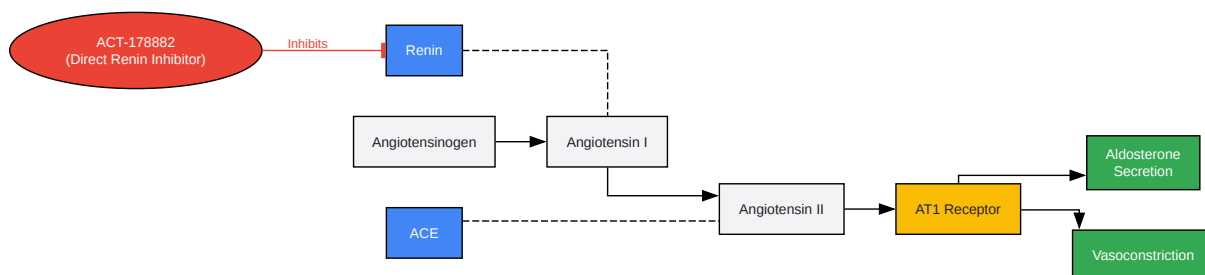 ACT-178882
(Direct Renin Inhibitor)
Inhibits
Renin
Angiotensinogen
Angiotensin I
Aldosterone
Secretion
Angiotensin II
AT1 Receptor
ACE
Vasoconstriction